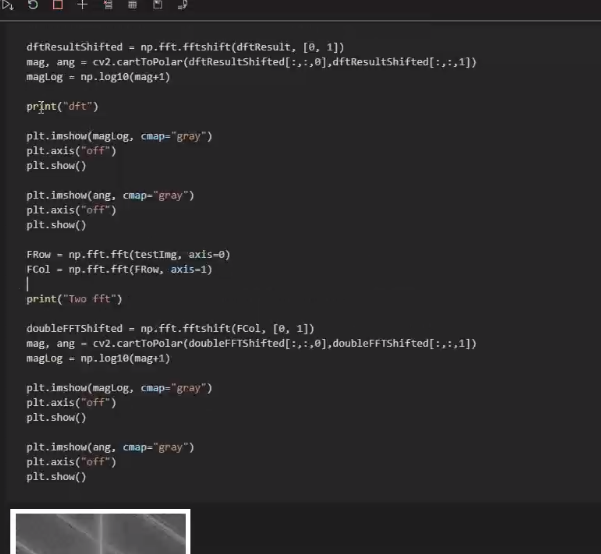 dftResultShifted = np.fft.fftshift(dftResult, [0, 1])
mag, ang = cv2.cartToPolar(dftResultShifted[:,:,0],dftResultShifted[:,:,1])
magLog = np.log10(mag+1)
print("dft")
plt.imshow(magLog, cmap="gray")
plt.axis("off")
plt.show()
plt.imshow(ang, cmap="gray")
plt.axis("off")
plt.show()
FRow = np.fft.fft(testImg, axis=0)
FCol = np.fft.fft(FRow, axis=1)
print("Two fft")
doubleFFTShifted = np.fft.fftshift(FCol, [0, 1])
mag, ang = cv2.cartToPolar(doubleFFTShifted[:,:,0],doubleFFTShifted[:,:,1])
magLog = np.log10(mag+1)
plt.imshow(magLog, cmap="gray")
plt.axis("off")
plt.show()
plt.imshow(ang, cmap="gray")
plt.axis("off")
plt.show()